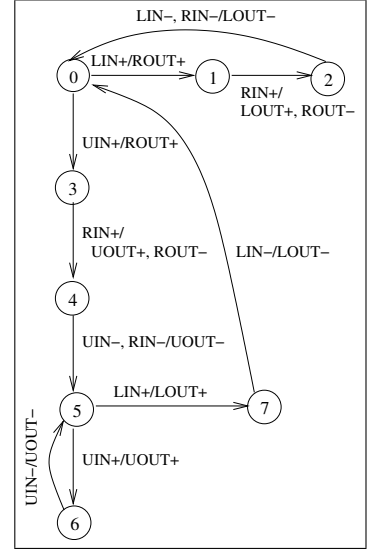 LIN−, RIN−/LOUT−
LIN+/ROUT+
0
1
2
RIN+/
LOUT+, ROUT−
UIN+/ROUT+
3
RIN+/
UOUT+, ROUT−
LIN−/LOUT−
4
UIN−, RIN−/UOUT−
LIN+/LOUT+
5
7
UIN−/UOUT−
UIN+/UOUT+
6